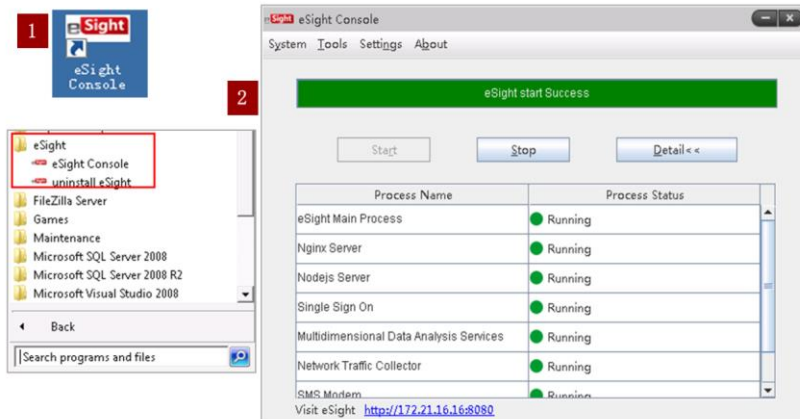 1
eSight
eSight
Console
2
eSight
eSight Console
uninstall eSight
FileZilla Server
Games
Maintenance
Microsoft SQL Server 2008
Microsoft SQL Server 2008 R2
Microsoft Visual Studio 2008
Back
Search programs and files
eSight eSight Console
System Tools Settings About
eSight start Success
Start Stop Detail<<
Process Name Process Status
eSight Main Process Running
Nginx Server Running
Nodejs Server Running
Single Sign On Running
Multidimensional Data Analysis Services Running
Network Traffic Collector Running
SMS Modem Running
Visit eSight http://172.21.16.16:8080